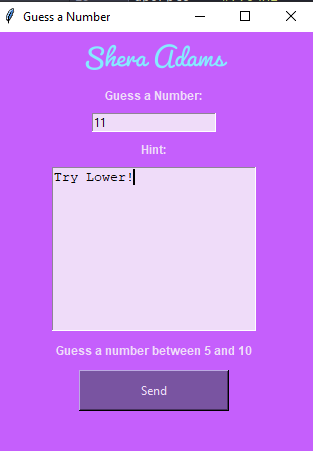 Guess a Number
Shera Adams
Guess a Number:
11
Hint:
Try Lower!
Guess a number between 5 and 10
Send